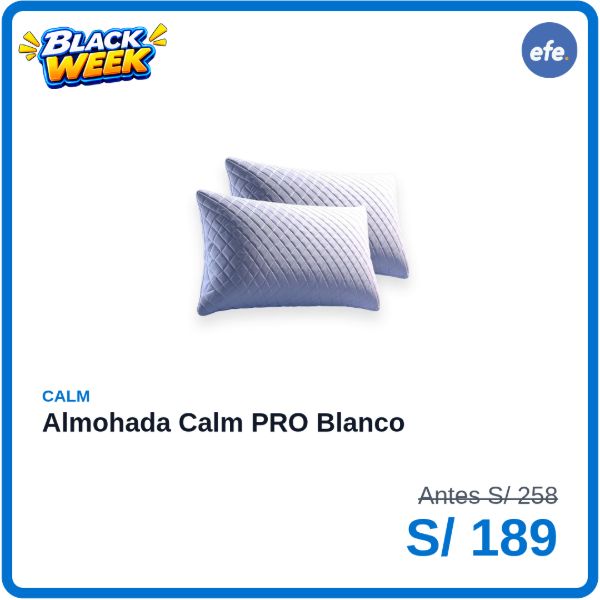 BLACK
WEEK
efe.
CALM
Almohada Calm PRO Blanco
Antes S/ 258
S/ 189